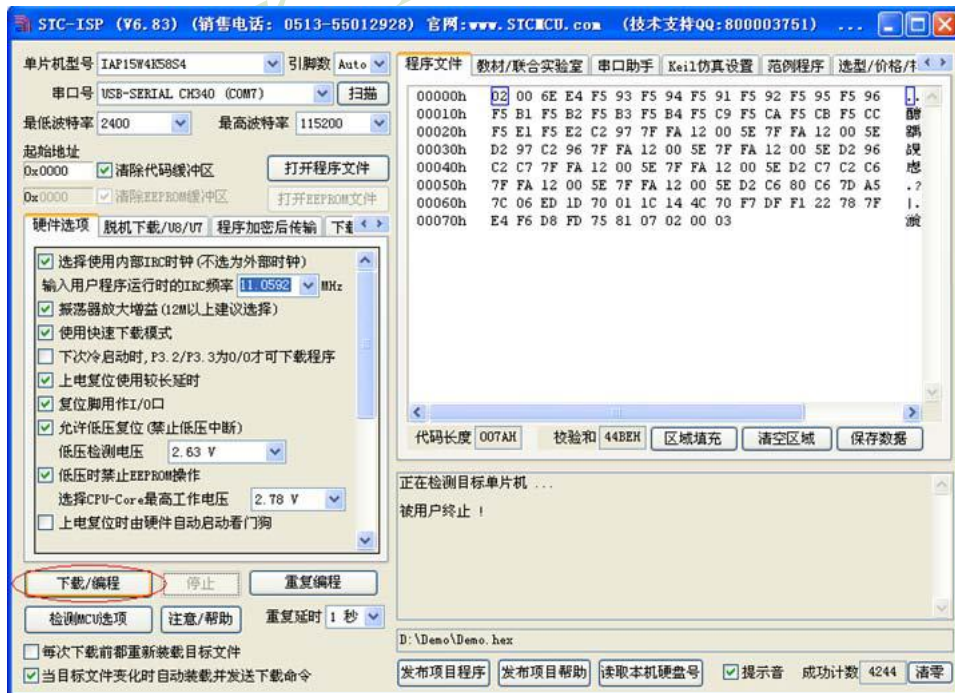 STC-ISP (V6.83) (销售电话: 0513-55012928) 官网:www.STCMCU.com (技术支持QQ:800003751) ...
单片机型号 IAP15W4K58S4 引脚数 Auto
串口号 USB-SERIAL CH340 (COM7) 扫描
最低波特率 2400 最高波特率 115200
起始地址
0x0000 清除代码缓冲区 打开程序文件
0x0000 清除EEPROM缓冲区 打开EEPROM文件
硬件选项 脱机下载/U8/U7 程序加密后传输
选择使用内部IRC时钟(不选为外部时钟)
输入用户程序运行时的IRC频率 11.0592 MHz
振荡器放大增益(12M以上建议选择)
使用快速下载模式
下次冷启动时,P3.2/P3.3为0/0才可下载程序
上电复位使用较长延时
复位脚用作I/O口
允许低压复位(禁止低压中断)
低压检测电压 2.63 V
低压时禁止EEPROM操作
选择CPU-Core最高工作电压 2.78 V
上电复位时由硬件自动启动看门狗
下载/编程 停止 重复编程
检测MCU选项 注意/帮助 重复延时 1 秒
每次下载前都重新装载目标文件
当目标文件变化时自动装载并发送下载命令
程序文件 教材/联合实验室 串口助手 Keil仿真设置 范例程序 选型/价格/
00000h 02 00 6E E4 F5 93 F5 94 F5 91 F5 92 F5 95 F5 96
00010h F5 B1 F5 B2 F5 B3 F5 B4 F5 C9 F5 CA F5 CB F5 CC
00020h F5 E1 F5 E2 C2 97 7F FA 12 00 5E 7F FA 12 00 5E
00030h D2 97 C2 96 7F FA 12 00 5E 7F FA 12 00 5E D2 96
00040h C2 C7 7F FA 12 00 5E 7F FA 12 00 5E D2 C7 C2 C6
00050h 7F FA 12 00 5E 7F FA 12 00 5E D2 C6 80 C6 7D A5 .?
00060h 7C 06 ED 1D 70 01 1C 14 4C 70 F7 DF F1 22 78 7F |.
00070h E4 F6 D8 FD 75 81 07 02 00 03
代码长度 007AH 校验和 44BEH 区域填充 清空区域 保存数据
正在检测目标单片机 ...
被用户终止 !
D:\Demo\Demo.hex
发布项目程序 发布项目帮助 读取本机硬盘号 提示音 成功计数 4244 清零